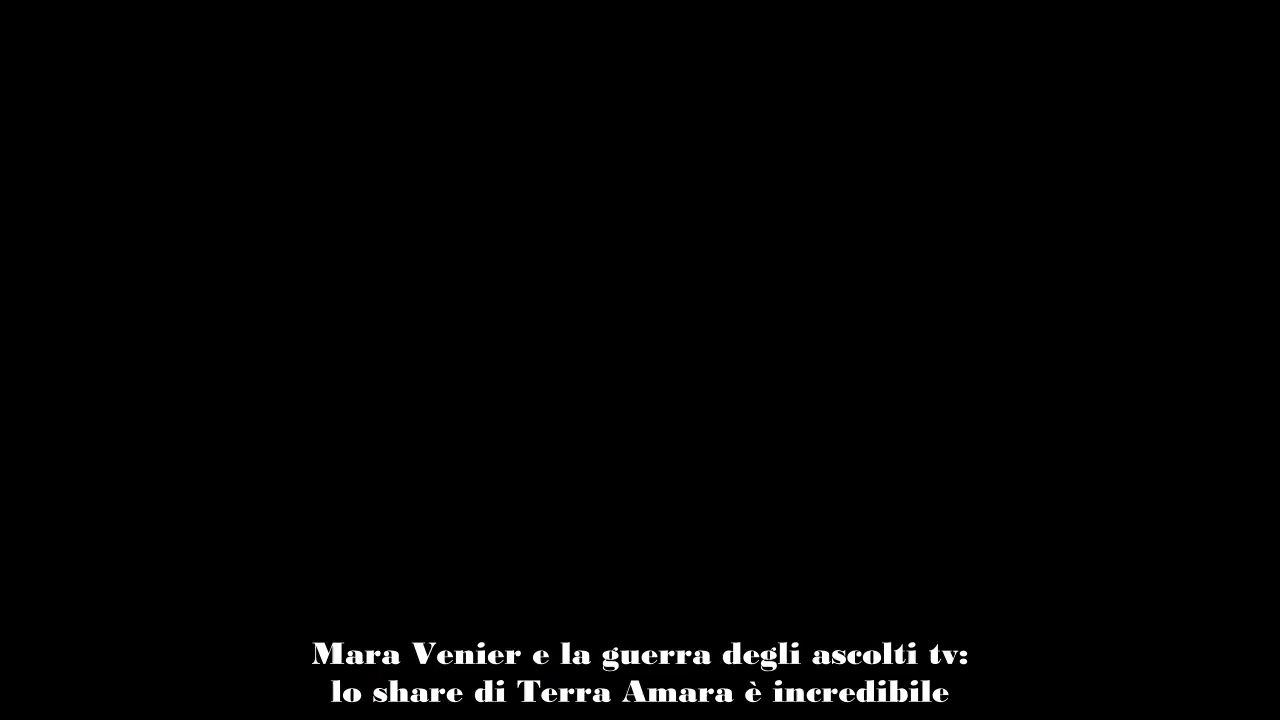 Mara Venier e la guerra degli ascolti tv:
lo share di Terra Amara è incredibile